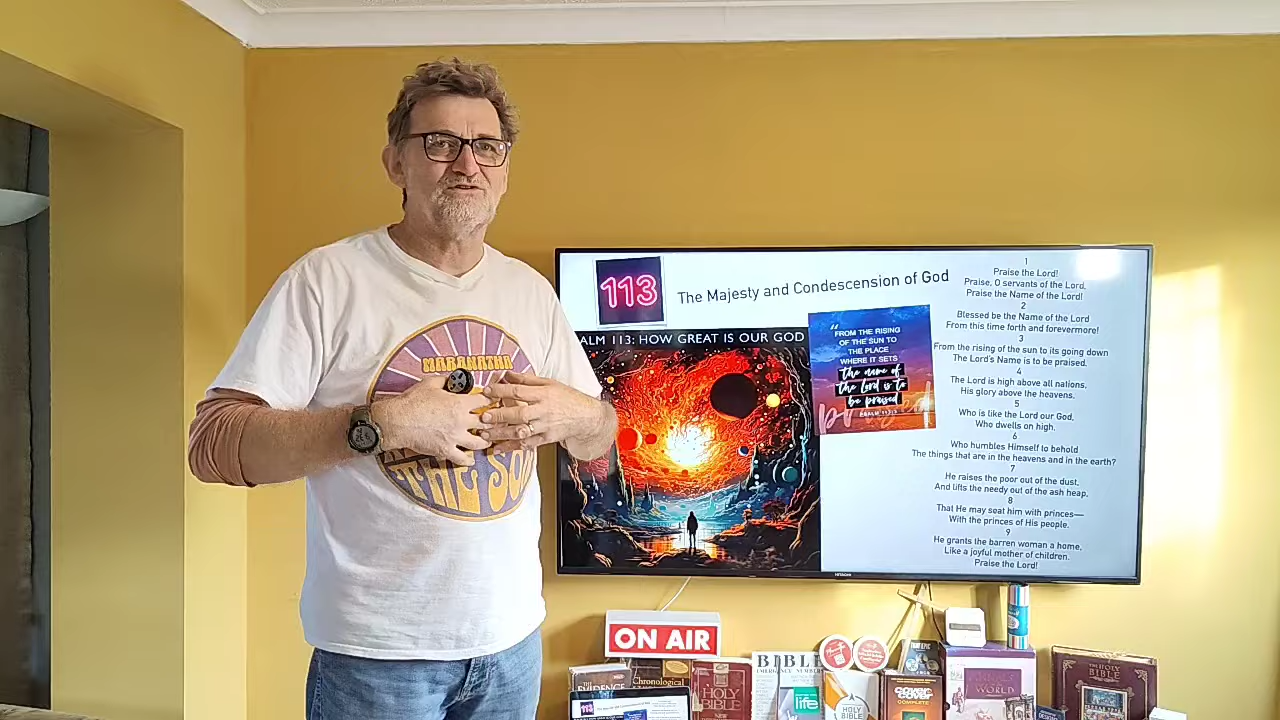 113
The Majesty and Condescension of God
ALM 113: HOW GREAT IS OUR GOD
"FROM THE RISING
OF THE SUN TO
THE PLACE
WHERE IT SETS
the name of
the lord is to
be praised
PSALM 113:3
1
Praise the Lord!
Praise, O servants of the Lord,
Praise the Name of the Lord!
2
Blessed be the Name of the Lord
From this time forth and forevermore!
3
From the rising of the sun to its going down
The Lord's Name is to be praised.
4
The Lord is high above all nations,
His glory above the heavens.
5
Who is like the Lord our God,
Who dwells on high,
6
Who humbles Himself to behold
The things that are in the heavens and in the earth?
7
He raises the poor out of the dust,
And lifts the needy out of the ash heap,
8
That He may seat him with princes—
With the princes of His people.
9
He grants the barren woman a home,
Like a joyful mother of children.
Praise the Lord!
HITACHI
MARANATHA
THE SON
ON AIR
Chronological
HOLY
BIBLE
NEW
BIBLE
life
HOLY
BIBLE
COMPLETE
WORLD
THE HOLY
BIBLE
113